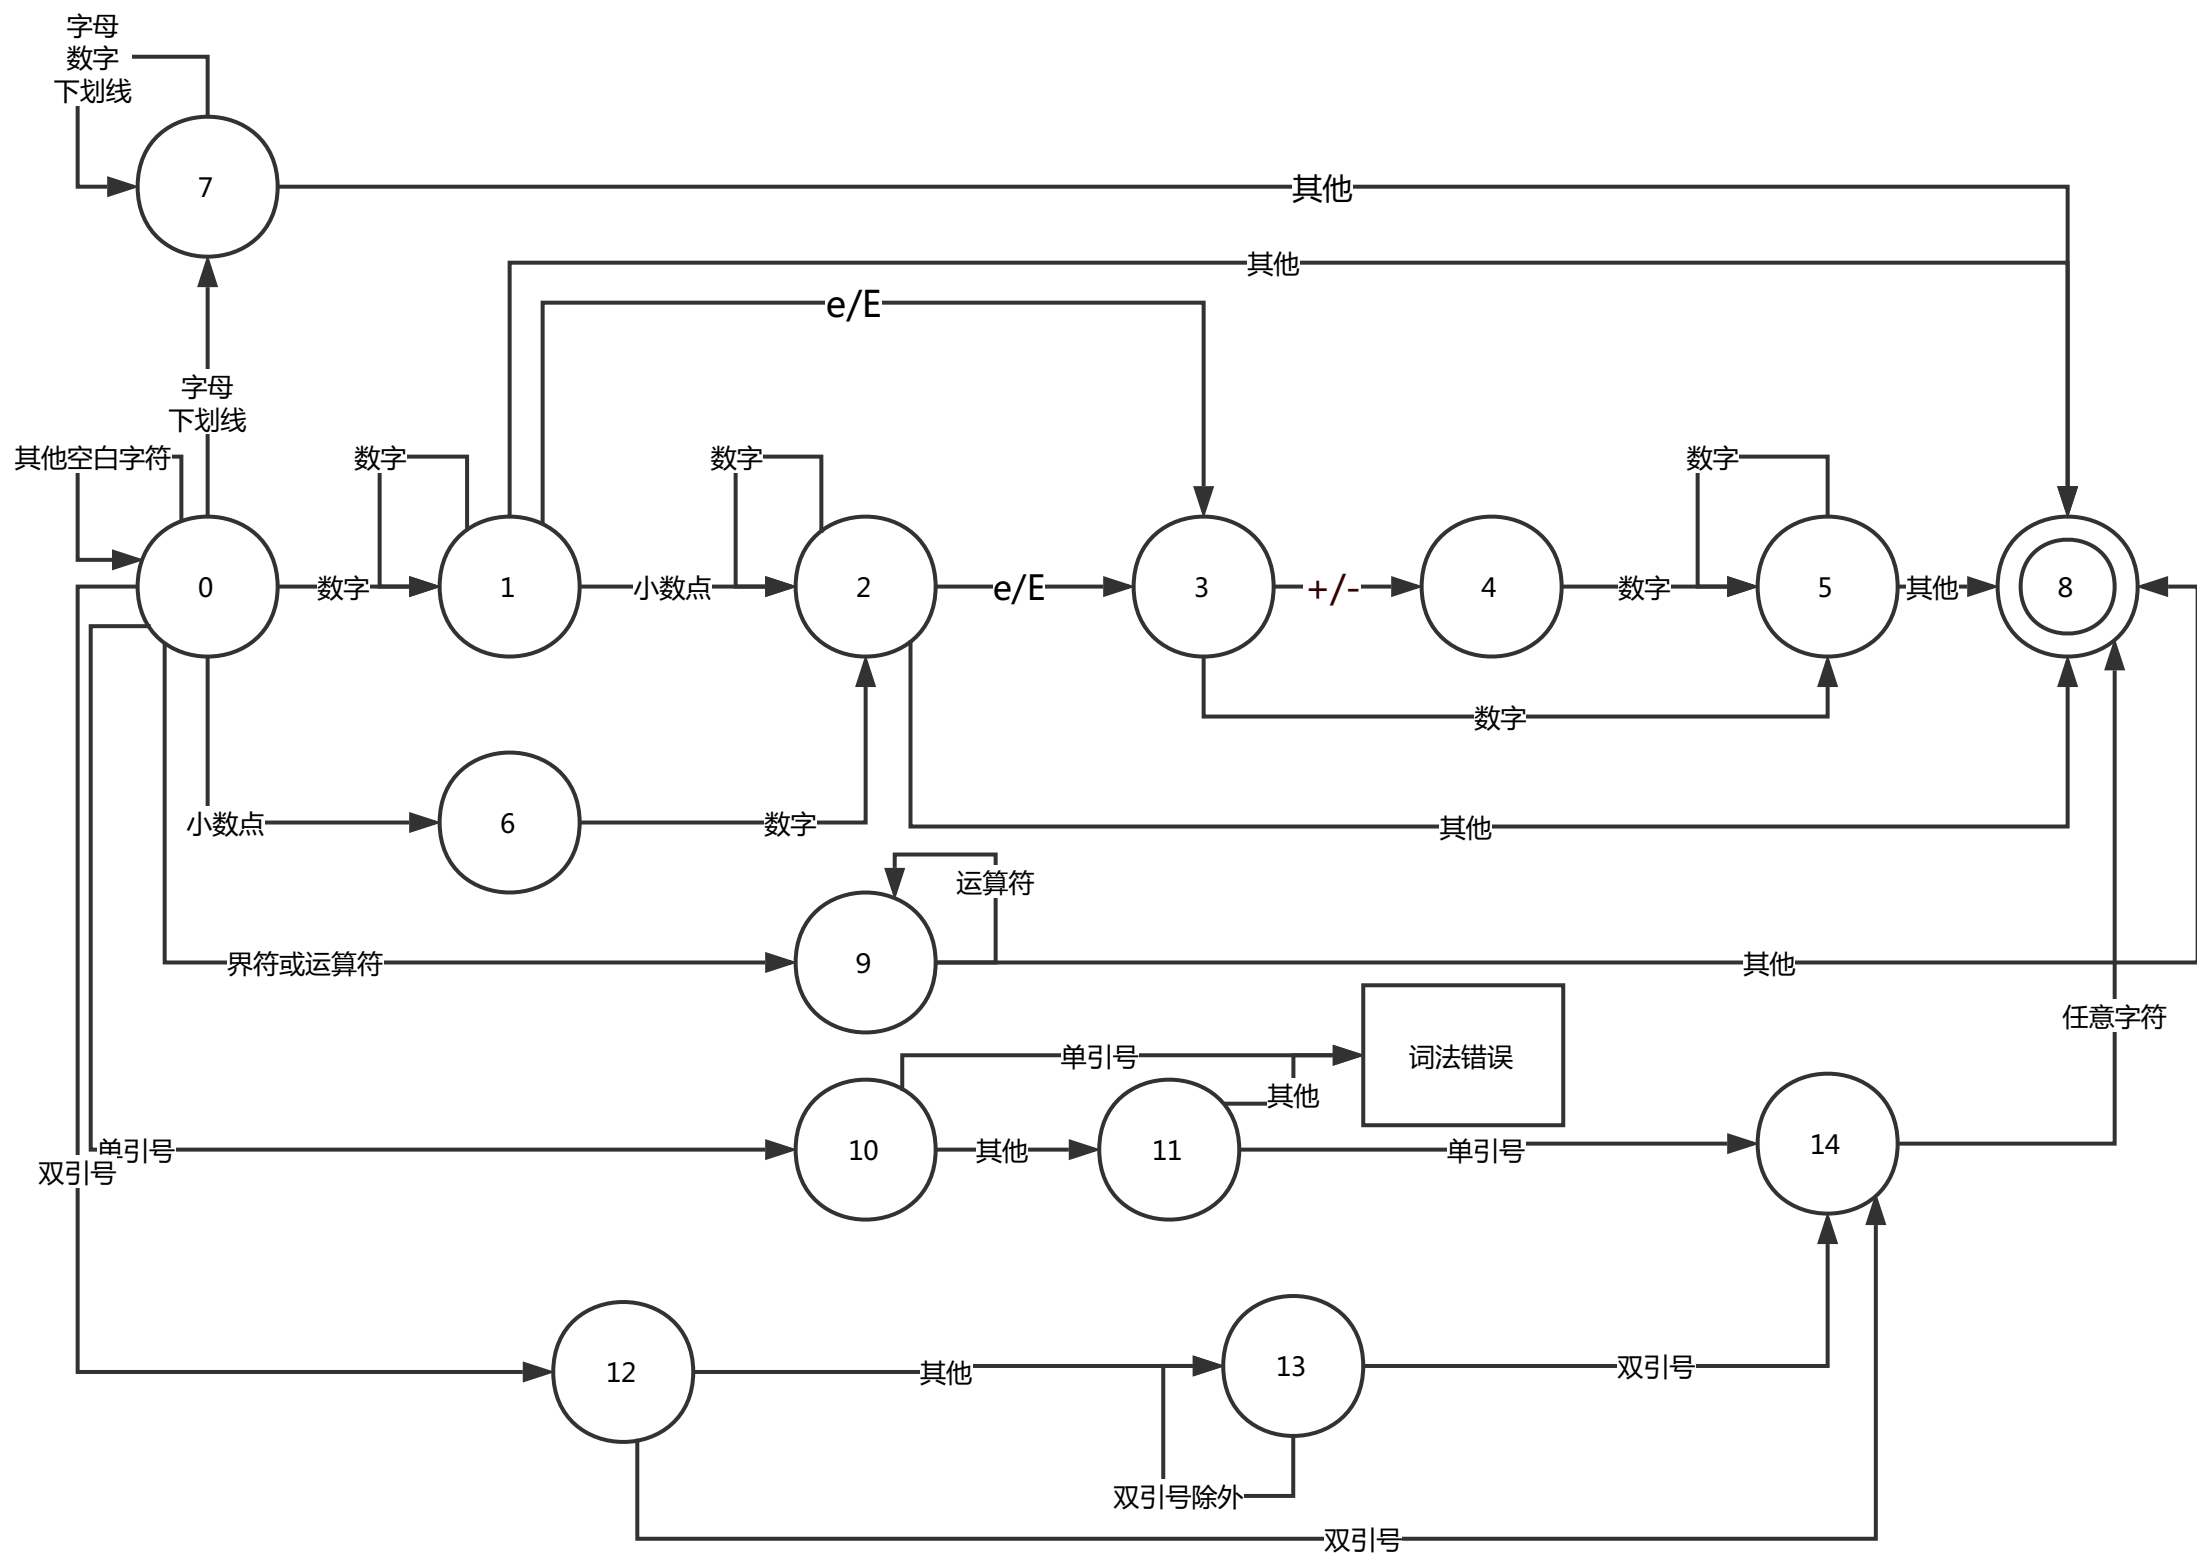 字母
数字
下划线
7
其他
其他
e/E
字母
下划线
其他空白字符
数字
数字
数字
0
数字
1
小数点
2
e/E
3
+/-
4
数字
5
其他
8
数字
小数点
6
数字
其他
运算符
界符或运算符
9
其他
任意字符
单引号
词法错误
其他
单引号
双引号
10
其他
11
单引号
14
12
其他
13
双引号
双引号除外
双引号